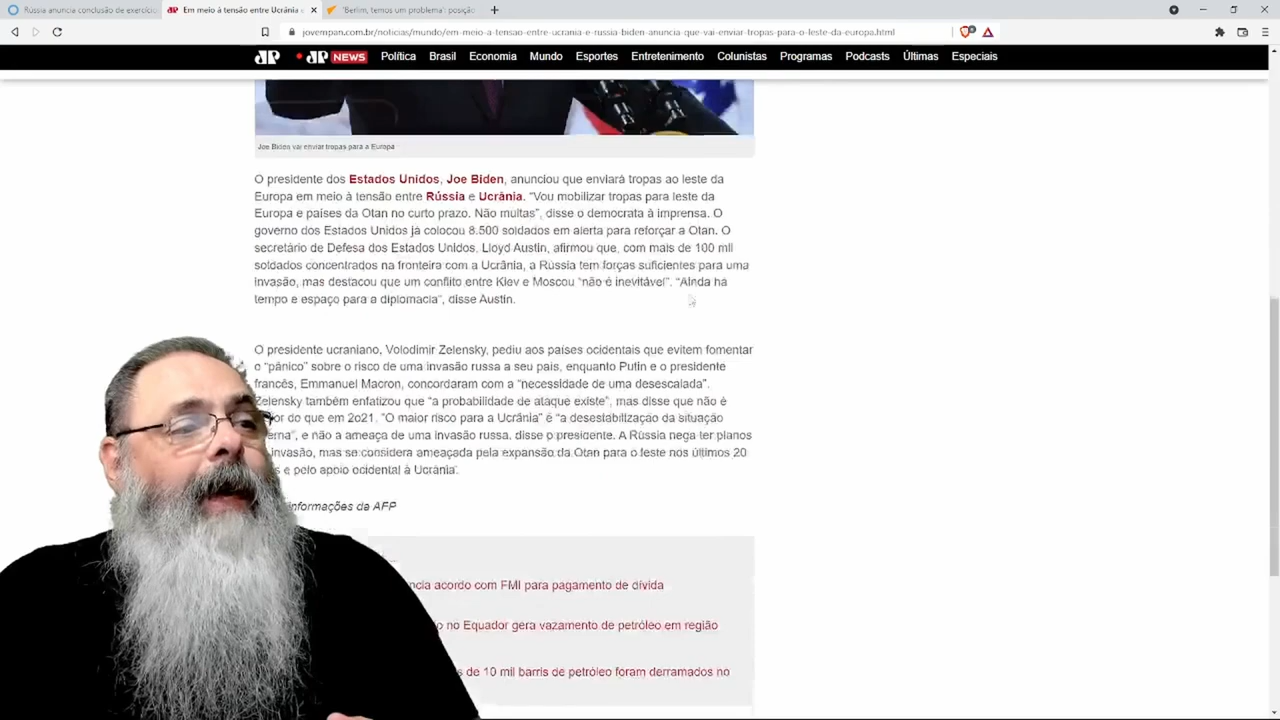 Rússia anuncia conclusão de exercíci
Em meio à tensão entre Ucrânia e
"Berlim, temos um problema": posição
jovempan.com.br/noticias/mundo/em-meio-a-tensao-entre-ucrania-e-russia-biden-anuncia-que-vai-enviar-tropas-para-o-leste-da-europa.html
JP JP NEWS Política Brasil Economia Mundo Esportes Entretenimento Colunistas Programas Podcasts Últimas Especiais
Joe Biden vai enviar tropas para a Europa
O presidente dos Estados Unidos, Joe Biden, anunciou que enviará tropas ao leste da
Europa em meio à tensão entre Rússia e Ucrânia. “Vou mobilizar tropas para leste da
Europa e países da Otan no curto prazo. Não multas”, disse o democrata à imprensa. O
governo dos Estados Unidos já colocou 8.500 soldados em alerta para reforçar a Otan. O
secretário de Defesa dos Estados Unidos, Lloyd Austin, afirmou que, com mais de 100 mil
soldados concentrados na fronteira com a Ucrânia, a Rússia tem forças suficientes para uma
invasão, mas destacou que um conflito entre Kiev e Moscou “não é inevitável”. “Ainda há
tempo e espaço para a diplomacia”, disse Austin.
O presidente ucraniano, Volodimir Zelensky, pediu aos países ocidentais que evitem fomentar
o “pânico” sobre o risco de uma invasão russa a seu país, enquanto Putin e o presidente
francês, Emmanuel Macron, concordaram com a “necessidade de uma desescalada”.
Zelensky também enfatizou que “a probabilidade de ataque existe”, mas disse que não é
or do que em 2021. “O maior risco para a Ucrânia” é “a desestabilização da situação
erna”, e não a ameaça de uma invasão russa, disse o presidente. A Rússia nega ter planos
invasão, mas se considera ameaçada pela expansão da Otan para o leste nos últimos 20
s e pelo apoio ocidental à Ucrânia”.
informações da AFP
ncia acordo com FMI para pagamento de dívida
o no Equador gera vazamento de petróleo em região
s de 10 mil barris de petróleo foram derramados no